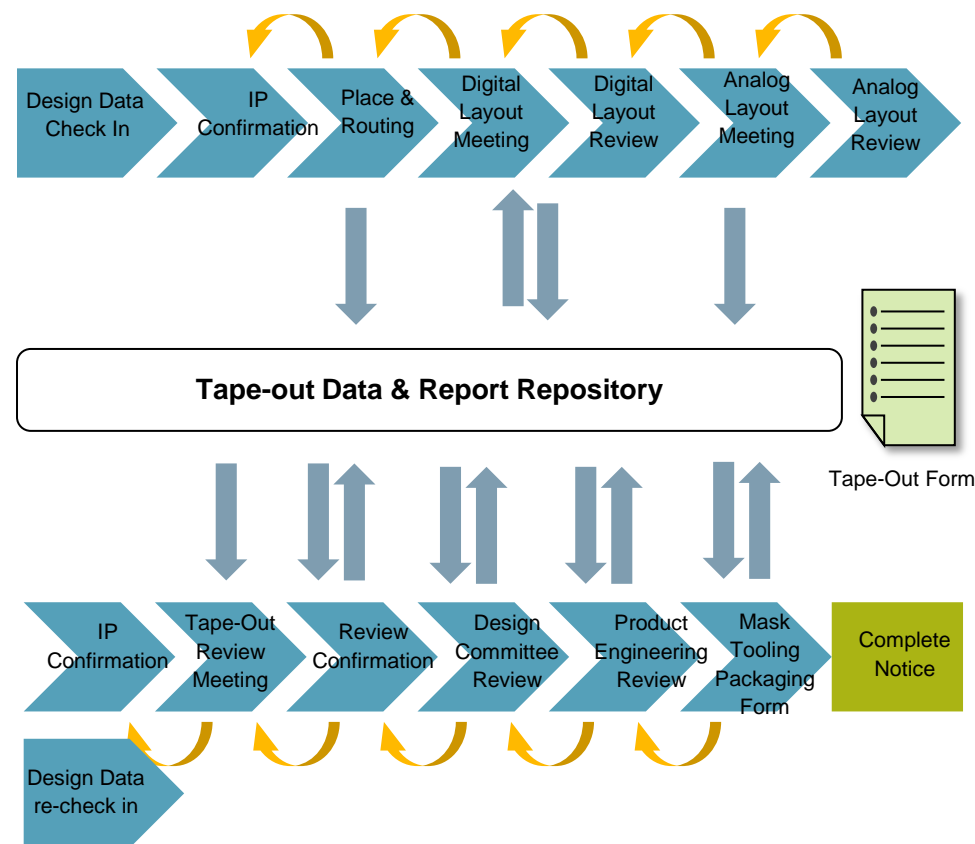 Design Data
Check In
IP
Confirmation
Place &
Routing
Digital
Layout
Meeting
Digital
Layout
Review
Analog
Layout
Meeting
Analog
Layout
Review
Tape-out Data & Report Repository
Tape-Out Form
IP
Confirmation
Tape-Out
Review
Meeting
Review
Confirmation
Design
Committee
Review
Product
Engineering
Review
Mask
Tooling
Packaging
Form
Complete
Notice
Design Data
re-check in